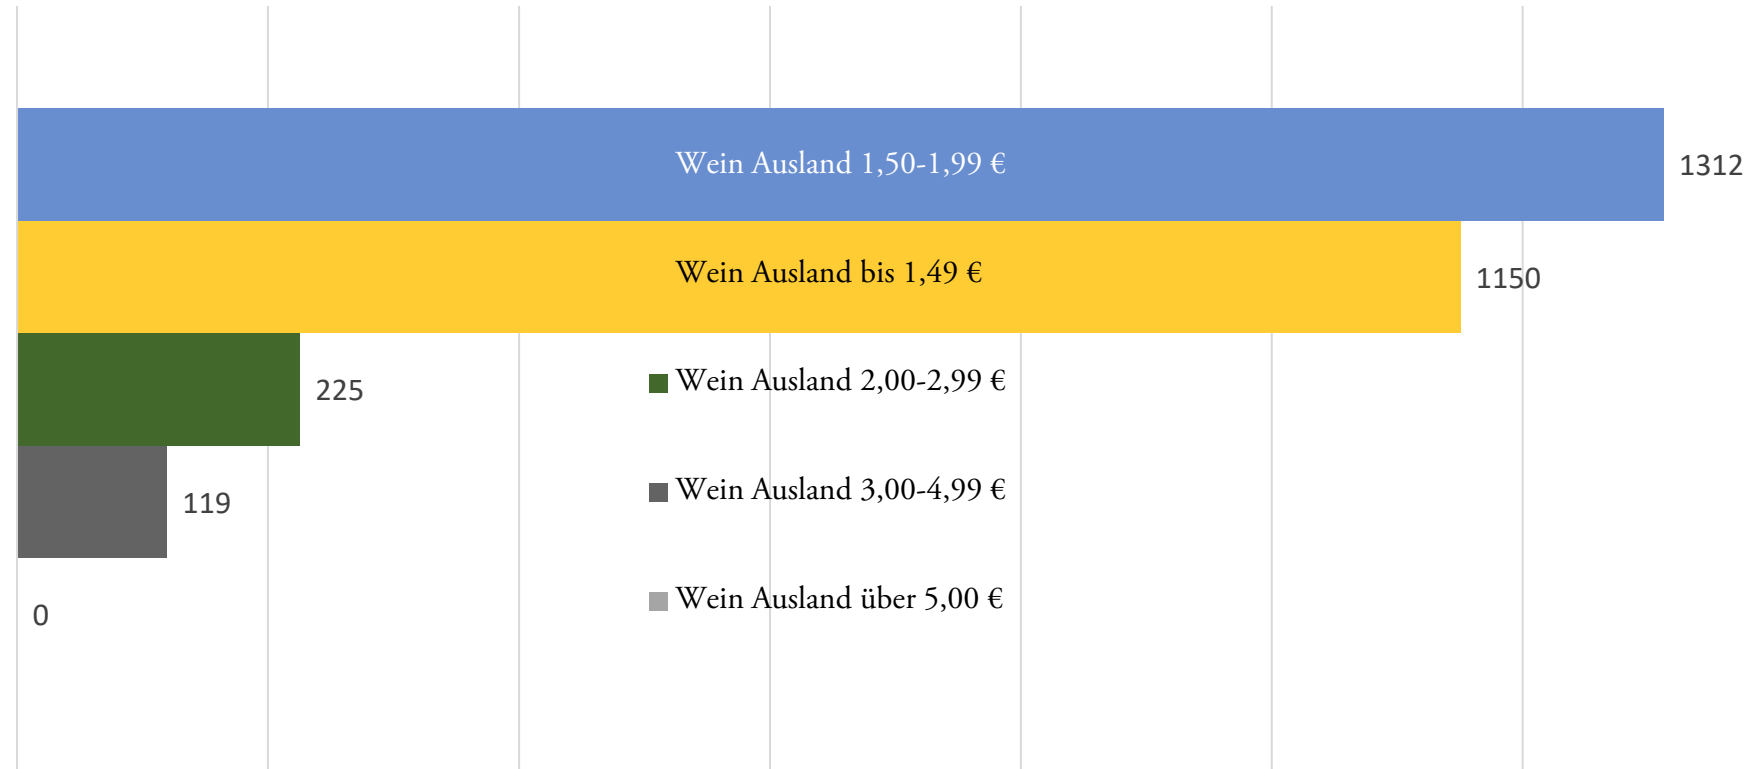 Wein Ausland 1,50-1,99 €
1312
Wein Ausland bis 1,49 €
1150
225
Wein Ausland 2,00-2,99 €
119
Wein Ausland 3,00-4,99 €
0
Wein Ausland über 5,00 €